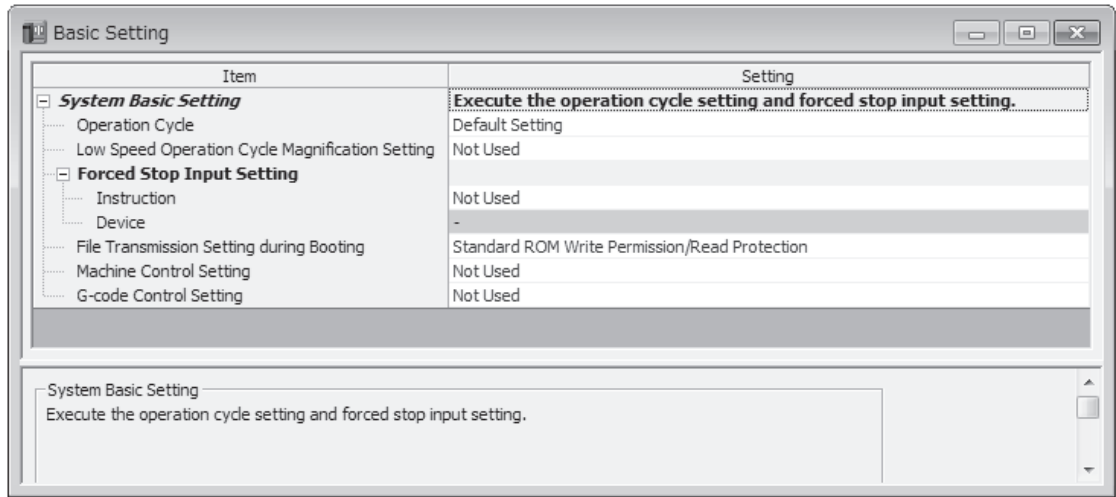 Basic Setting
Item Setting
System Basic Setting Execute the operation cycle setting and forced stop input setting.
Operation Cycle Default Setting
Low Speed Operation Cycle Magnification Setting Not Used
Forced Stop Input Setting
Instruction Not Used
Device -
File Transmission Setting during Booting Standard ROM Write Permission/Read Protection
Machine Control Setting Not Used
G-code Control Setting Not Used
System Basic Setting
Execute the operation cycle setting and forced stop input setting.